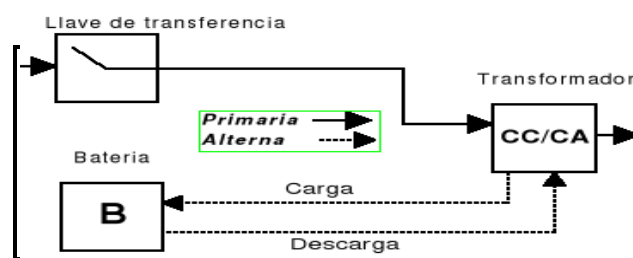 Llave de transferencia
Transformador
Primaria
Alterna
CC/CA
Bateria
Carga
B
Descarga